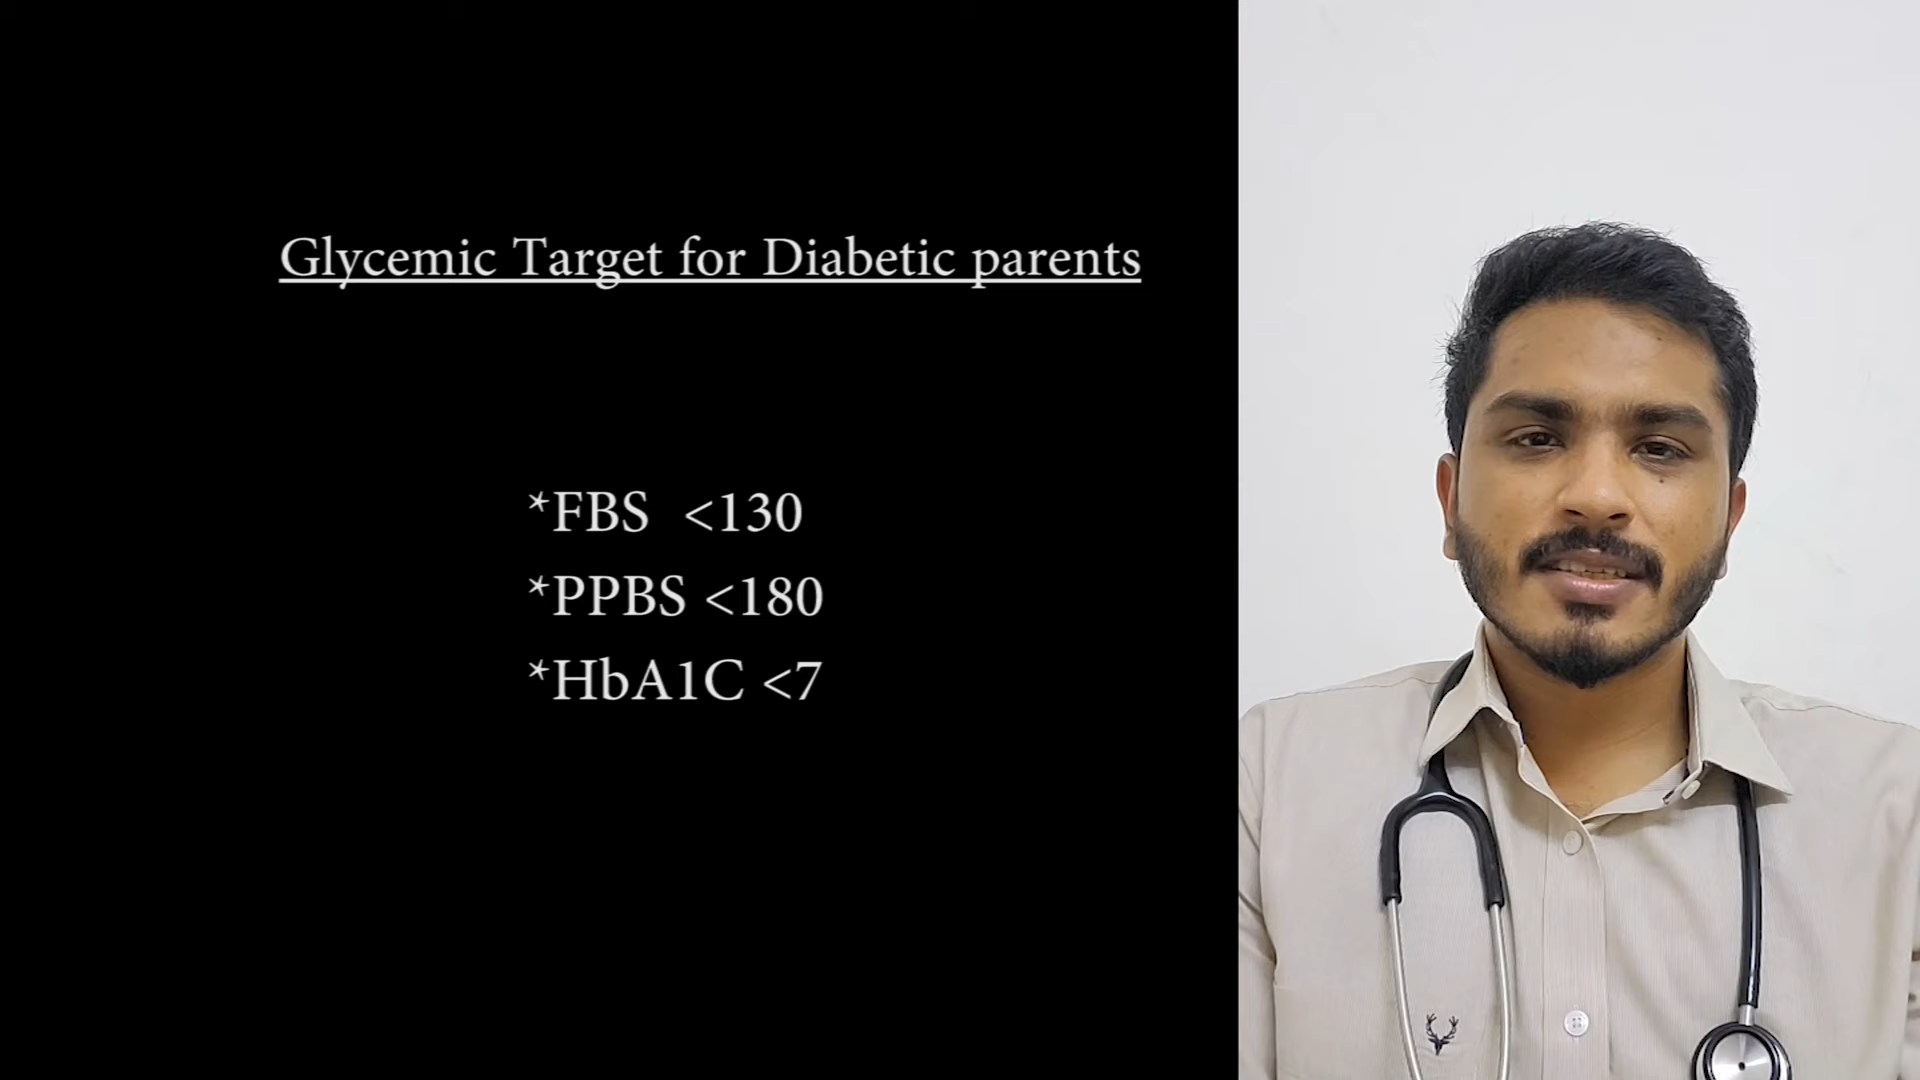 Glycemic Target for Diabetic parents
*FBS <130
*PPBS <180
*HbA1C <7